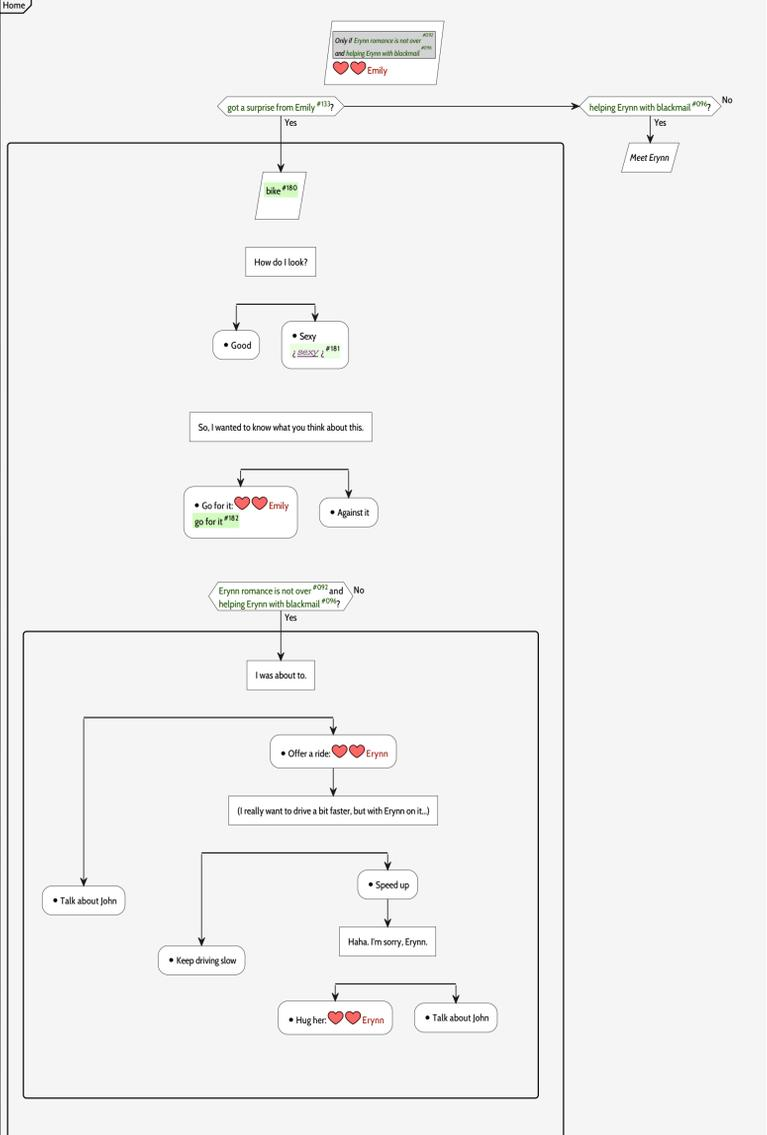 Home
Only if Erynn romance is not over #092
and helping Erynn with blackmail #096
Emily
got a surprise from Emily #133?
helping Erynn with blackmail #096?
No
Yes
Yes
Meet Erynn
bike #180
How do I look?
• Good
• Sexy
¿ sexy ¿ #181
So, I wanted to know what you think about this.
• Go for it: Emily
go for it #182
• Against it
Erynn romance is not over #092 and
helping Erynn with blackmail #096?
No
Yes
I was about to.
• Offer a ride: Erynn
(I really want to drive a bit faster, but with Erynn on it...)
• Speed up
• Talk about John
Haha. I'm sorry, Erynn.
• Keep driving slow
• Hug her: Erynn
• Talk about John